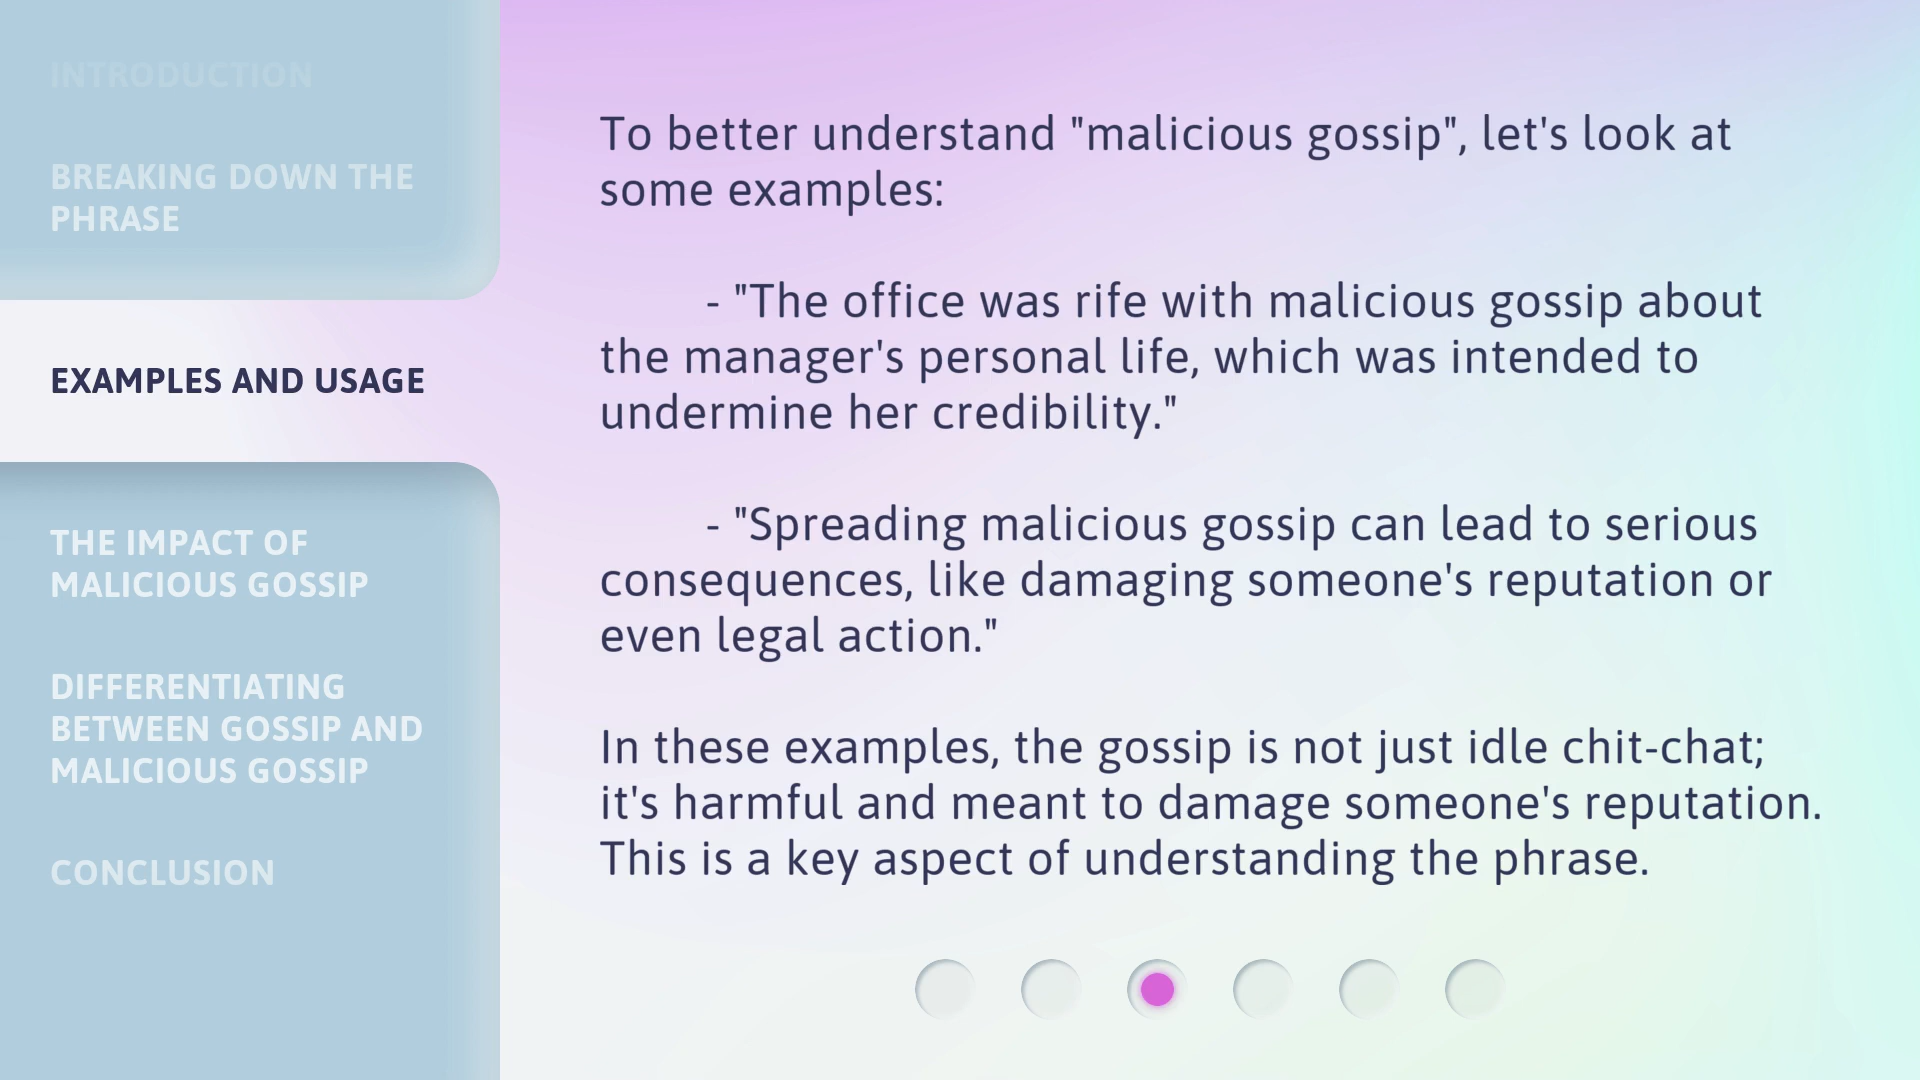 INTRODUCTION
BREAKING DOWN THE
PHRASE
EXAMPLES AND USAGE
THE IMPACT OF
MALICIOUS GOSSIP
DIFFERENTIATING
BETWEEN GOSSIP AND
MALICIOUS GOSSIP
CONCLUSION
To better understand "malicious gossip", let's look at
some examples:
- "The office was rife with malicious gossip about
the manager's personal life, which was intended to
undermine her credibility."
- "Spreading malicious gossip can lead to serious
consequences, like damaging someone's reputation or
even legal action."
In these examples, the gossip is not just idle chit-chat;
it's harmful and meant to damage someone's reputation.
This is a key aspect of understanding the phrase.